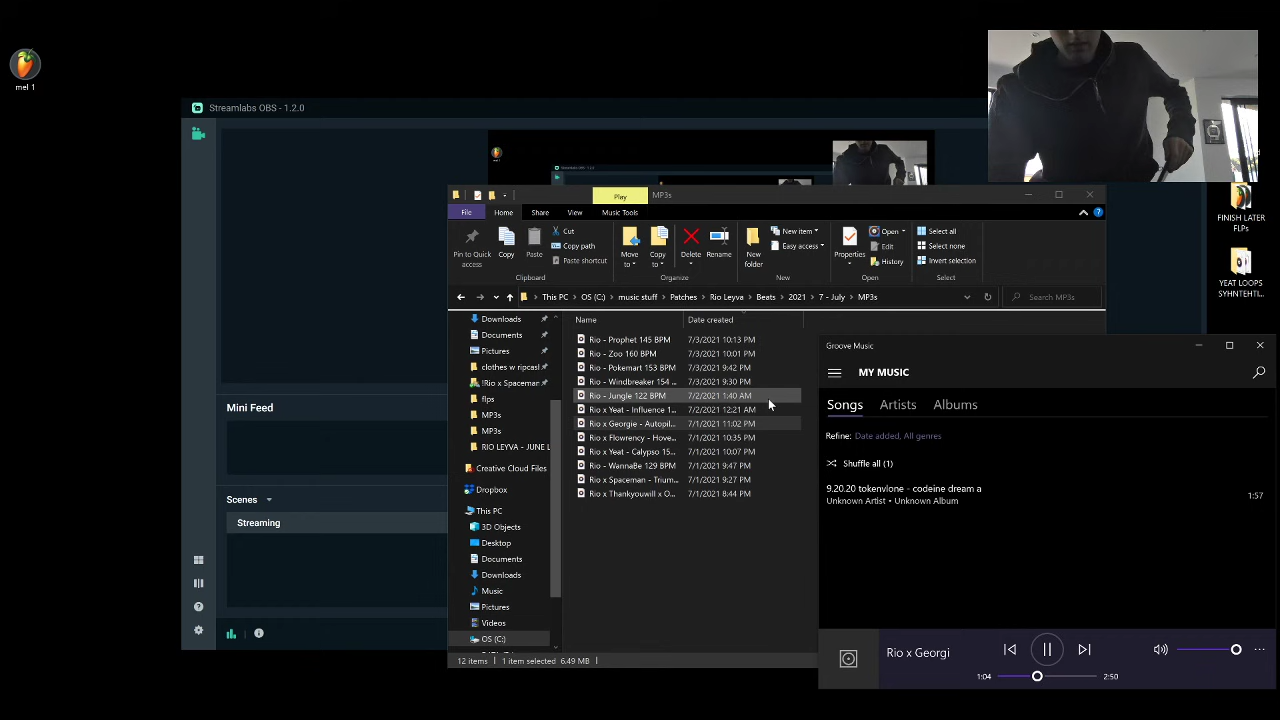 mel 1
Streamlabs OBS - 1.2.0
Mini Feed
Scenes
Streaming
Play
MP3s
File
Home
Share
View
Music Tools
Pin to Quick access
Copy
Paste
Cut
Copy path
Paste shortcut
Clipboard
Move to
Copy to
Delete
Rename
Organize
New folder
New item
Easy access
New
Properties
Open
Edit
History
Open
Select all
Select none
Invert selection
Select
This PC
OS (C:)
music stuff
Patches
Rio Leyva
Beats
2021
7 - July
MP3s
Search MP3s
Downloads
Documents
Pictures
clothes w ripcasl
!Rio x Spaceman
flps
MP3s
MP3s
RIO LEYVA - JUNE L
Creative Cloud Files
Dropbox
This PC
3D Objects
Desktop
Documents
Downloads
Music
Pictures
Videos
OS (C:)
Name Date created
Rio - Prophet 145 BPM 7/3/2021 10:13 PM
Rio - Zoo 160 BPM 7/3/2021 10:01 PM
Rio - Pokemart 153 BPM 7/3/2021 9:42 PM
Rio - Windbreaker 154 ... 7/3/2021 9:30 PM
Rio - Jungle 122 BPM 7/2/2021 1:40 AM
Rio x Yeat - Influence 1... 7/2/2021 12:21 AM
Rio x Georgie - Autopil... 7/1/2021 11:02 PM
Rio x Flowrency - Hove... 7/1/2021 10:35 PM
Rio x Yeat - Calypso 15... 7/1/2021 10:07 PM
Rio - WannaBe 129 BPM 7/1/2021 9:47 PM
Rio x Spaceman - Trium... 7/1/2021 9:27 PM
Rio x Thankyouwill x O... 7/1/2021 8:44 PM
12 items 1 item selected 6.49 MB
FINISH LATER
FLPs
YEAT LOOPS
SYHNTEHTI...
Groove Music
MY MUSIC
Songs
Artists
Albums
Refine: Date added, All genres
Shuffle all (1)
9.20.20 tokenvlone - codeine dream a
Unknown Artist • Unknown Album
1:57
Rio x Georgi
1:04
2:50